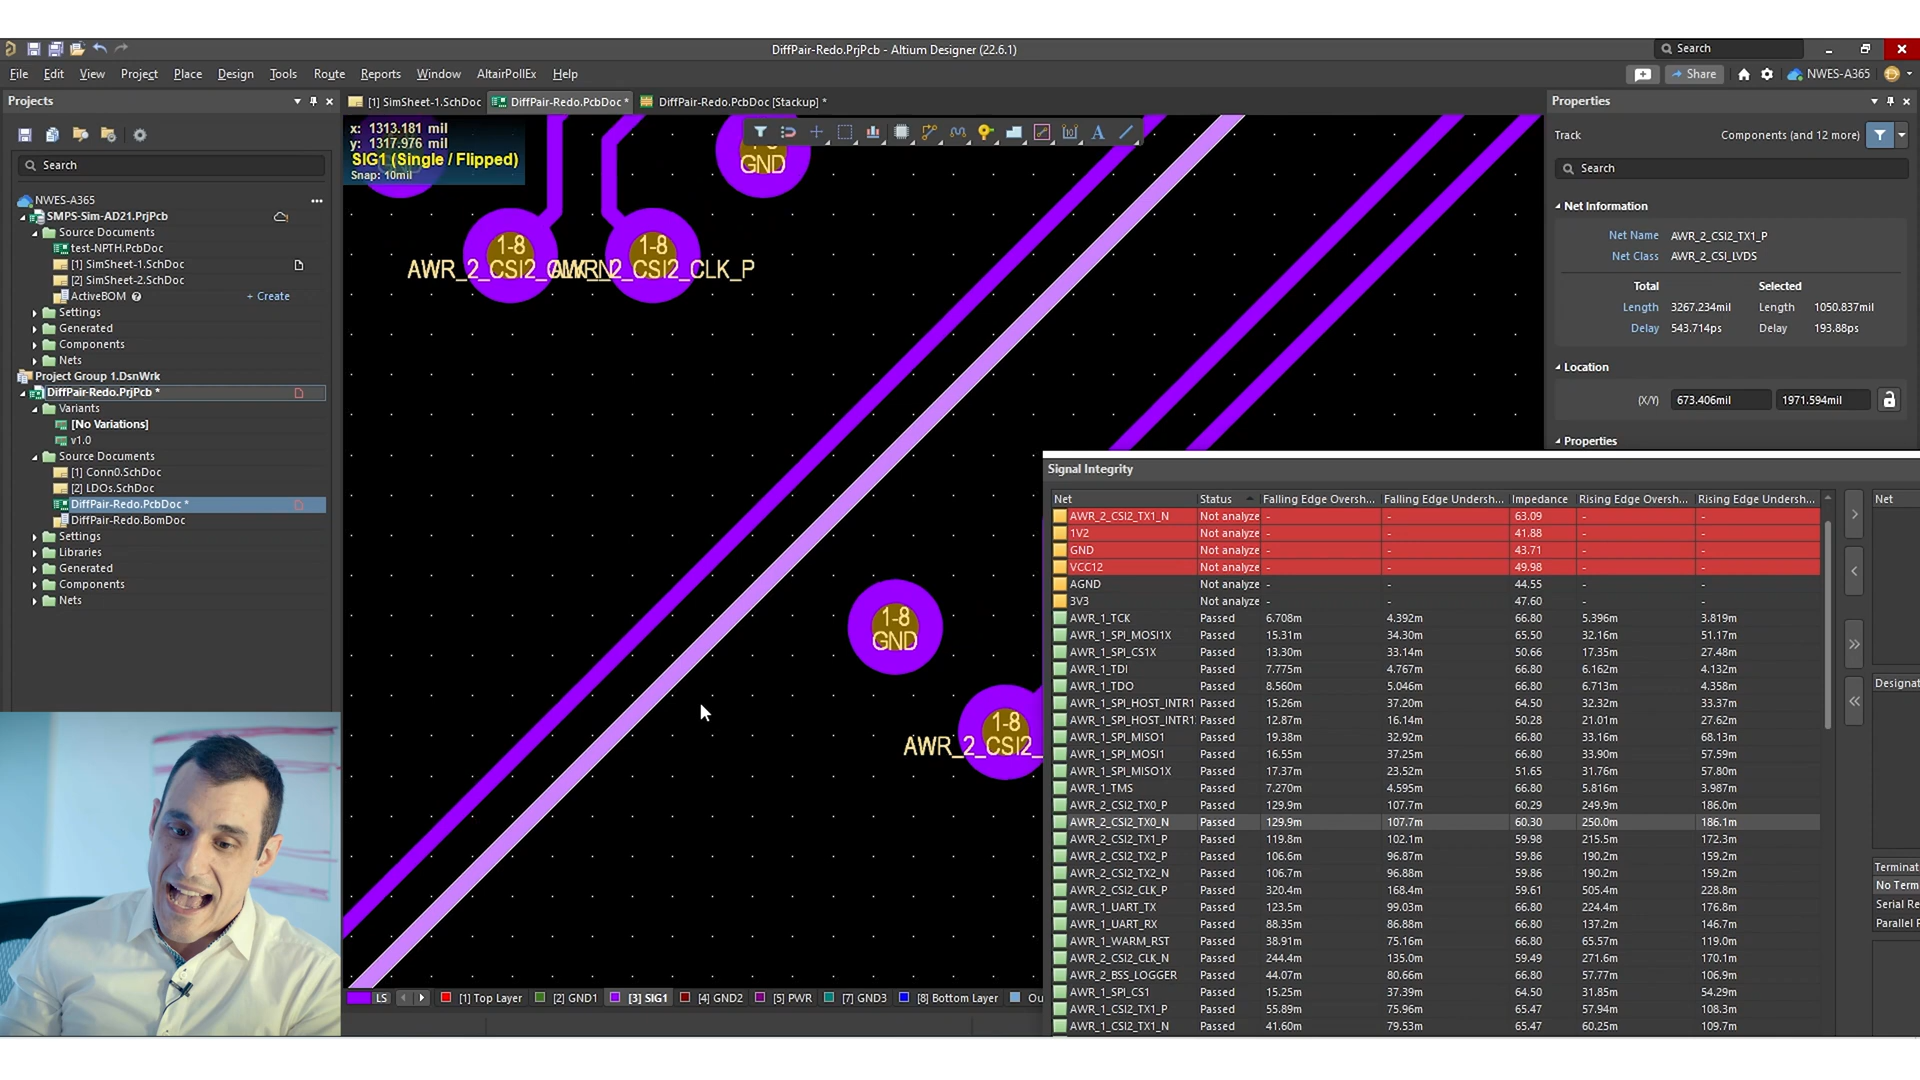 DiffPair-Redo.PrjPcb - Altium Designer (22.6.1)
Search
File Edit View Project Place Design Tools Route Reports Window AltairPollEx Help
Share
NWES-A365
Projects
[1] SimSheet-1.SchDoc
DiffPair-Redo.PcbDoc *
DiffPair-Redo.PcbDoc [Stackup] *
Properties
Search
NWES-A365
SMPS-Sim-AD21.PrjPcb
Source Documents
test-NPTH.PcbDoc
[1] SimSheet-1.SchDoc
[2] SimSheet-2.SchDoc
ActiveBOM
+ Create
Settings
Generated
Components
Nets
Project Group 1.DsnWrk
DiffPair-Redo.PrjPcb *
Variants
[No Variations]
v1.0
Source Documents
[1] Conn0.SchDoc
[2] LDOs.SchDoc
DiffPair-Redo.PcbDoc *
DiffPair-Redo.BomDoc
Settings
Libraries
Generated
Components
Nets
x: 1313.181 mil
y: 1317.976 mil
SIG1 (Single / Flipped)
Snap: 10mil
GND
1-8
1-8
AWR_2_CSI2_
AWR_2_CSI2_CLK_P
1-8
GND
1-8
AWR_2_CSI2_
Track
Components (and 12 more)
Search
Net Information
Net Name AWR_2_CSI2_TX1_P
Net Class AWR_2_CSI_LVDS
Total Selected
Length 3267.234mil Length 1050.837mil
Delay 543.714ps Delay 193.88ps
Location
(X/Y) 673.406mil 1971.594mil
Properties
Signal Integrity
Net Status Falling Edge Oversh... Falling Edge Undersh... Impedance Rising Edge Oversh... Rising Edge Undersh...
AWR_2_CSI2_TX1_N Not analyze - - 63.09 - -
1V2 Not analyze - - 41.88 - -
GND Not analyze - - 43.71 - -
VCC12 Not analyze - - 49.98 - -
AGND Not analyze - - 44.55 - -
3V3 Not analyze - - 47.60 - -
AWR_1_TCK Passed 6.708m 4.392m 66.80 5.396m 3.819m
AWR_1_SPI_MOSI1X Passed 15.31m 34.30m 65.50 32.16m 51.17m
AWR_1_SPI_CS1X Passed 13.30m 33.14m 50.66 17.35m 27.48m
AWR_1_TDI Passed 7.775m 4.767m 66.80 6.162m 4.132m
AWR_1_TDO Passed 8.560m 5.046m 66.80 6.713m 4.358m
AWR_1_SPI_HOST_INTR1 Passed 15.26m 37.20m 64.50 32.32m 33.37m
AWR_1_SPI_HOST_INTR1. Passed 12.87m 16.14m 50.28 21.01m 27.62m
AWR_1_SPI_MISO1 Passed 19.38m 32.92m 66.80 33.16m 68.13m
AWR_1_SPI_MOSI1 Passed 16.55m 37.25m 66.80 33.90m 57.59m
AWR_1_SPI_MISO1X Passed 17.37m 23.52m 51.65 31.76m 57.80m
AWR_1_TMS Passed 7.270m 4.595m 66.80 5.816m 3.987m
AWR_2_CSI2_TX0_P Passed 129.9m 107.7m 60.29 249.9m 186.0m
AWR_2_CSI2_TX0_N Passed 129.9m 107.7m 60.30 250.0m 186.1m
AWR_2_CSI2_TX1_P Passed 119.8m 102.1m 59.98 215.5m 172.3m
AWR_2_CSI2_TX2_P Passed 106.6m 96.87m 59.86 190.2m 159.2m
AWR_2_CSI2_TX2_N Passed 106.7m 96.88m 59.86 190.2m 159.2m
AWR_2_CSI2_CLK_P Passed 320.4m 168.4m 59.61 505.4m 228.8m
AWR_1_UART_TX Passed 123.5m 99.03m 66.80 224.4m 176.8m
AWR_1_UART_RX Passed 88.35m 86.88m 66.80 137.2m 146.7m
AWR_1_WARM_RST Passed 38.91m 75.16m 66.80 65.57m 119.0m
AWR_2_CSI2_CLK_N Passed 244.4m 135.0m 59.49 271.6m 170.1m
AWR_2_BSS_LOGGER Passed 44.07m 80.66m 66.80 57.77m 106.9m
AWR_1_SPI_CS1 Passed 15.25m 37.39m 64.50 31.85m 54.29m
AWR_1_CSI2_TX1_P Passed 55.89m 75.96m 65.47 57.94m 108.3m
AWR_1_CSI2_TX1_N Passed 41.60m 79.53m 65.47 60.25m 109.7m
Net
Designat
Terminat
No Term
Serial Re
Parallel F
LS [1] Top Layer [2] GND1 [3] SIG1 [4] GND2 [5] PWR [7] GND3 [8] Bottom Layer Ou